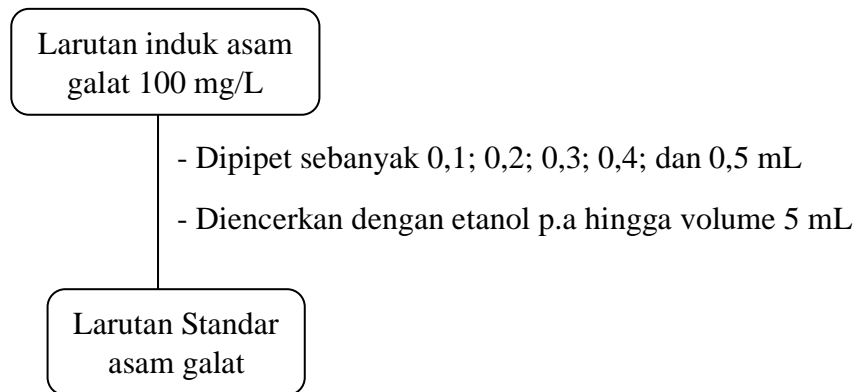 Larutan induk asam
galat 100 mg/L
- Dipipet sebanyak 0,1; 0,2; 0,3; 0,4; dan 0,5 mL
- Diencerkan dengan etanol p.a hingga volume 5 mL
Larutan Standar
asam galat